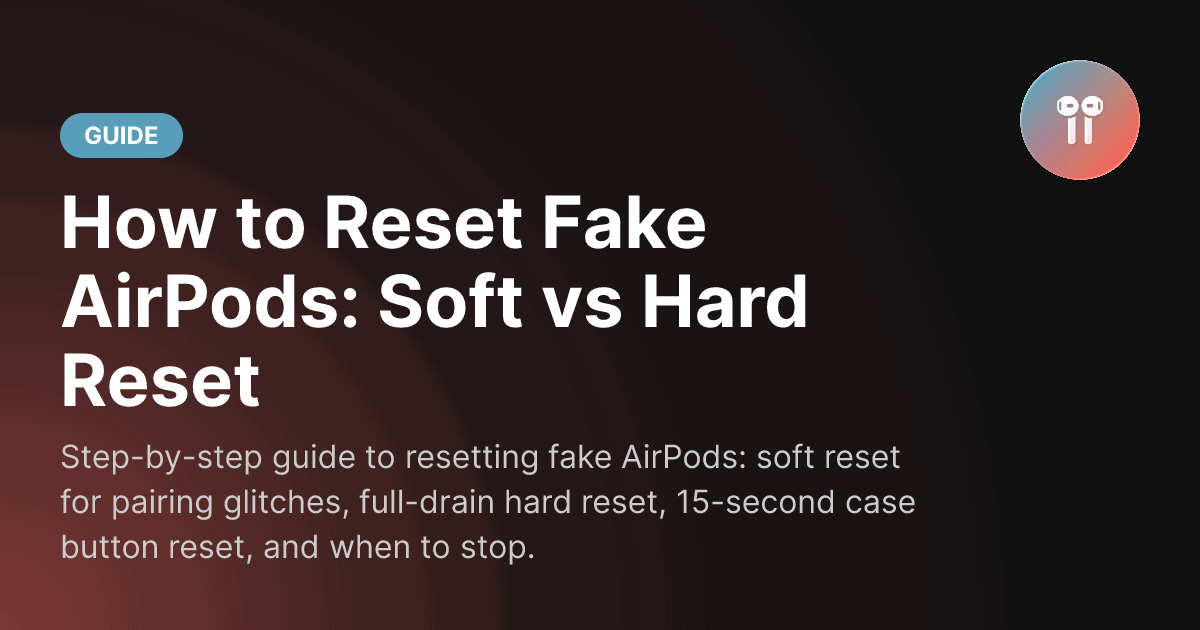 GUIDE
How to Reset Fake
AirPods: Soft vs Hard
Reset
Step-by-step guide to resetting fake AirPods: soft reset
for pairing glitches, full-drain hard reset, 15-second case
button reset, and when to stop.